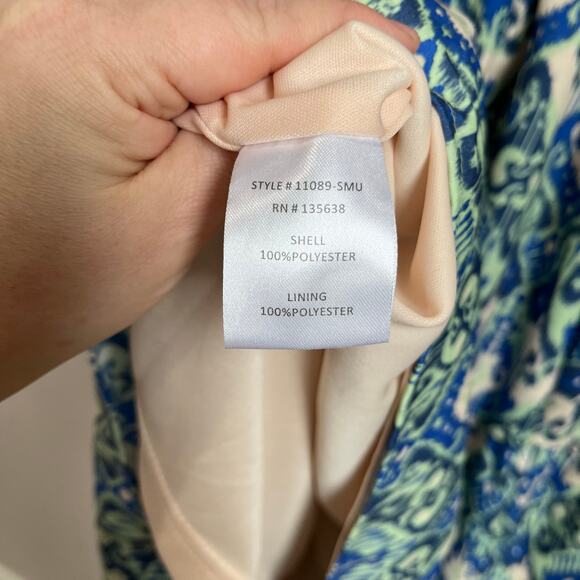 STYLE # 11089-SMU
RN # 135638
SHELL
100%POLYESTER
LINING
100%POLYESTER